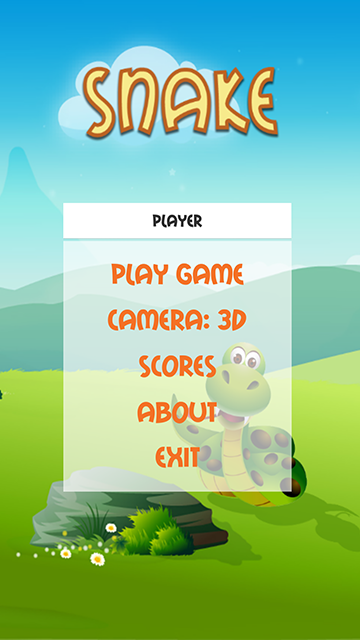 SNAKE
PLAYER
PLAY GAME
CAMERA: 3D
SCORES
ABOUT
EXIT